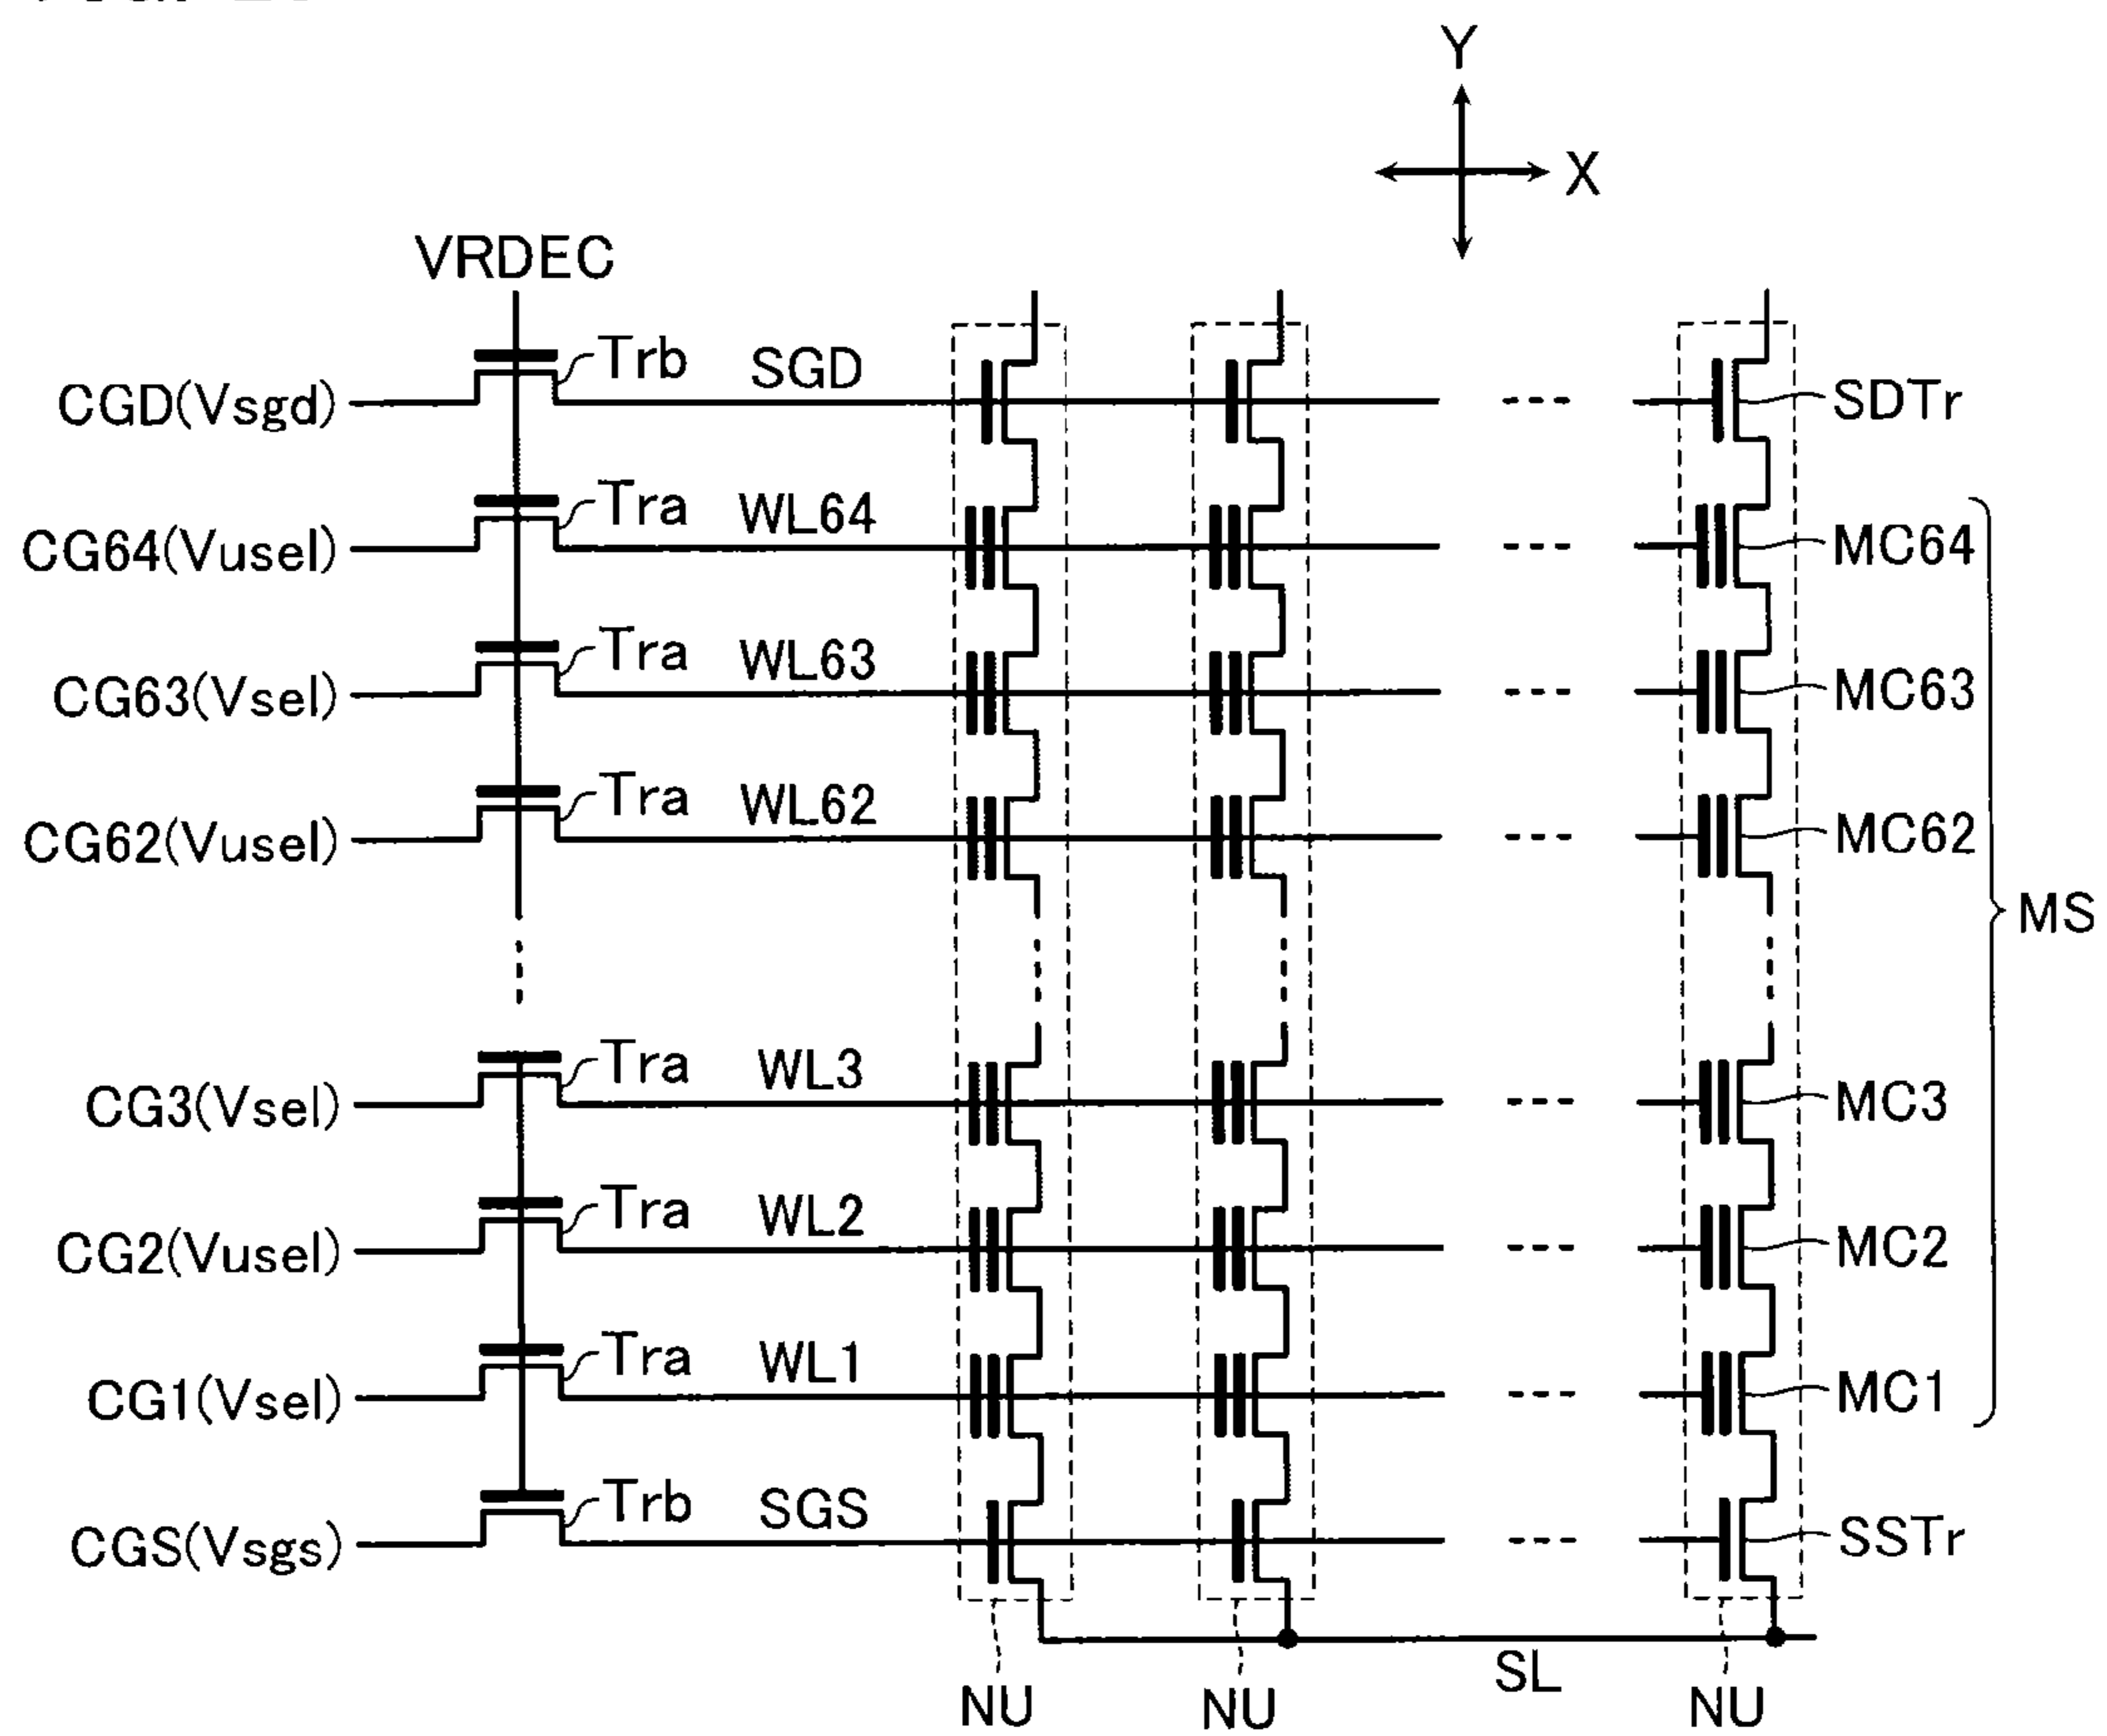 Y
X
VRDEC
CGD(Vsgd) Trb SGD SDTr
CG64(Vusel) Tra WL64 MC64
CG63(Vsel) Tra WL63 MC63
CG62(Vusel) Tra WL62 MC62
MS
CG3(Vsel) Tra WL3 MC3
CG2(Vusel) Tra WL2 MC2
CG1(Vsel) Tra WL1 MC1
CGS(Vsgs) Trb SGS SSTr
SL
NU NU NU